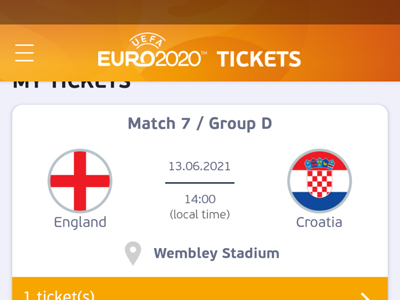 UEFA
EURO2020™ TICKETS
MY TICKETS
Match 7 / Group D
13.06.2021
14:00
(local time)
England
Croatia
Wembley Stadium
1 ticket(s)